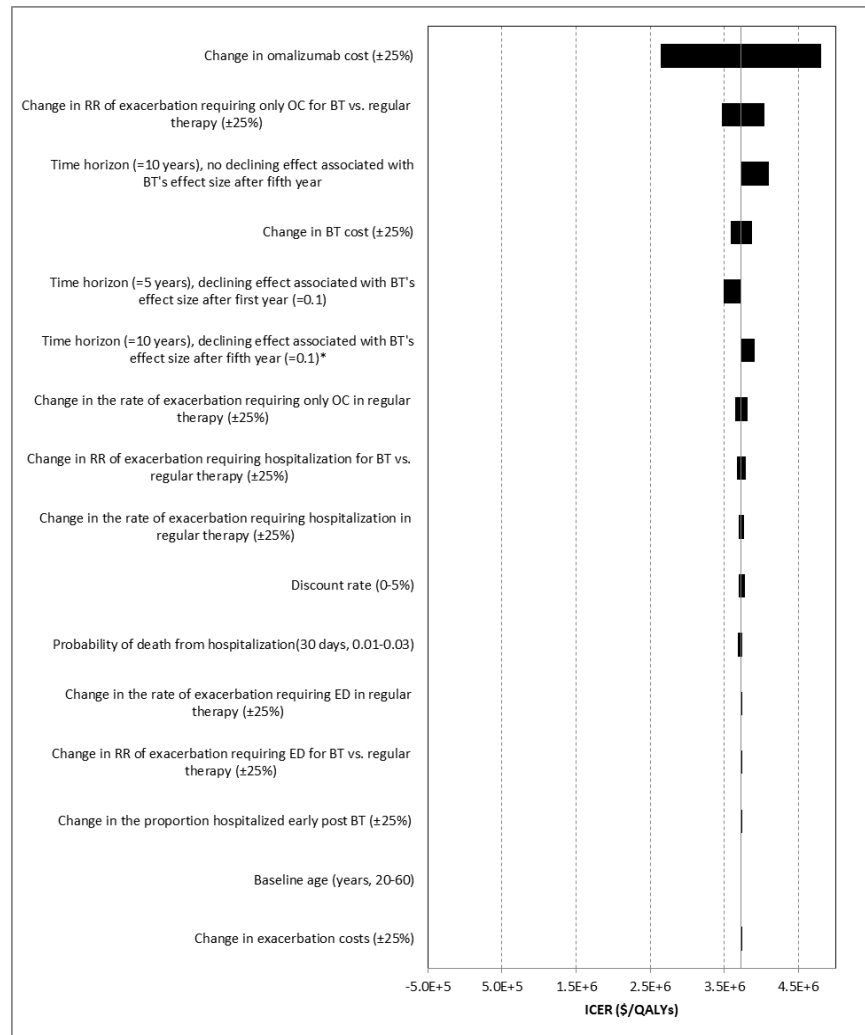 Change in omalizumab cost (±25%)
Change in RR of exacerbation requiring only OC for BT vs. regular
therapy (±25%)
Time horizon (=10 years), no declining effect associated with
BT's effect size after fifth year
Change in BT cost (±25%)
Time horizon (=5 years), declining effect associated with BT's
effect size after first year (=0.1)
Time horizon (=10 years), declining effect associated with BT's
effect size after fifth year (=0.1)*
Change in the rate of exacerbation requiring only OC in regular
therapy (±25%)
Change in RR of exacerbation requiring hospitalization for BT vs.
regular therapy (±25%)
Change in the rate of exacerbation requiring hospitalization in
regular therapy (±25%)
Discount rate (0-5%)
Probability of death from hospitalization(30 days, 0.01-0.03)
Change in the rate of exacerbation requiring ED in regular
therapy (±25%)
Change in RR of exacerbation requiring ED for BT vs. regular
therapy (±25%)
Change in the proportion hospitalized early post BT (±25%)
Baseline age (years, 20-60)
Change in exacerbation costs (±25%)
-5.0E+5 5.0E+5 1.5E+6 2.5E+6 3.5E+6 4.5E+6
ICER ($/QALYs)